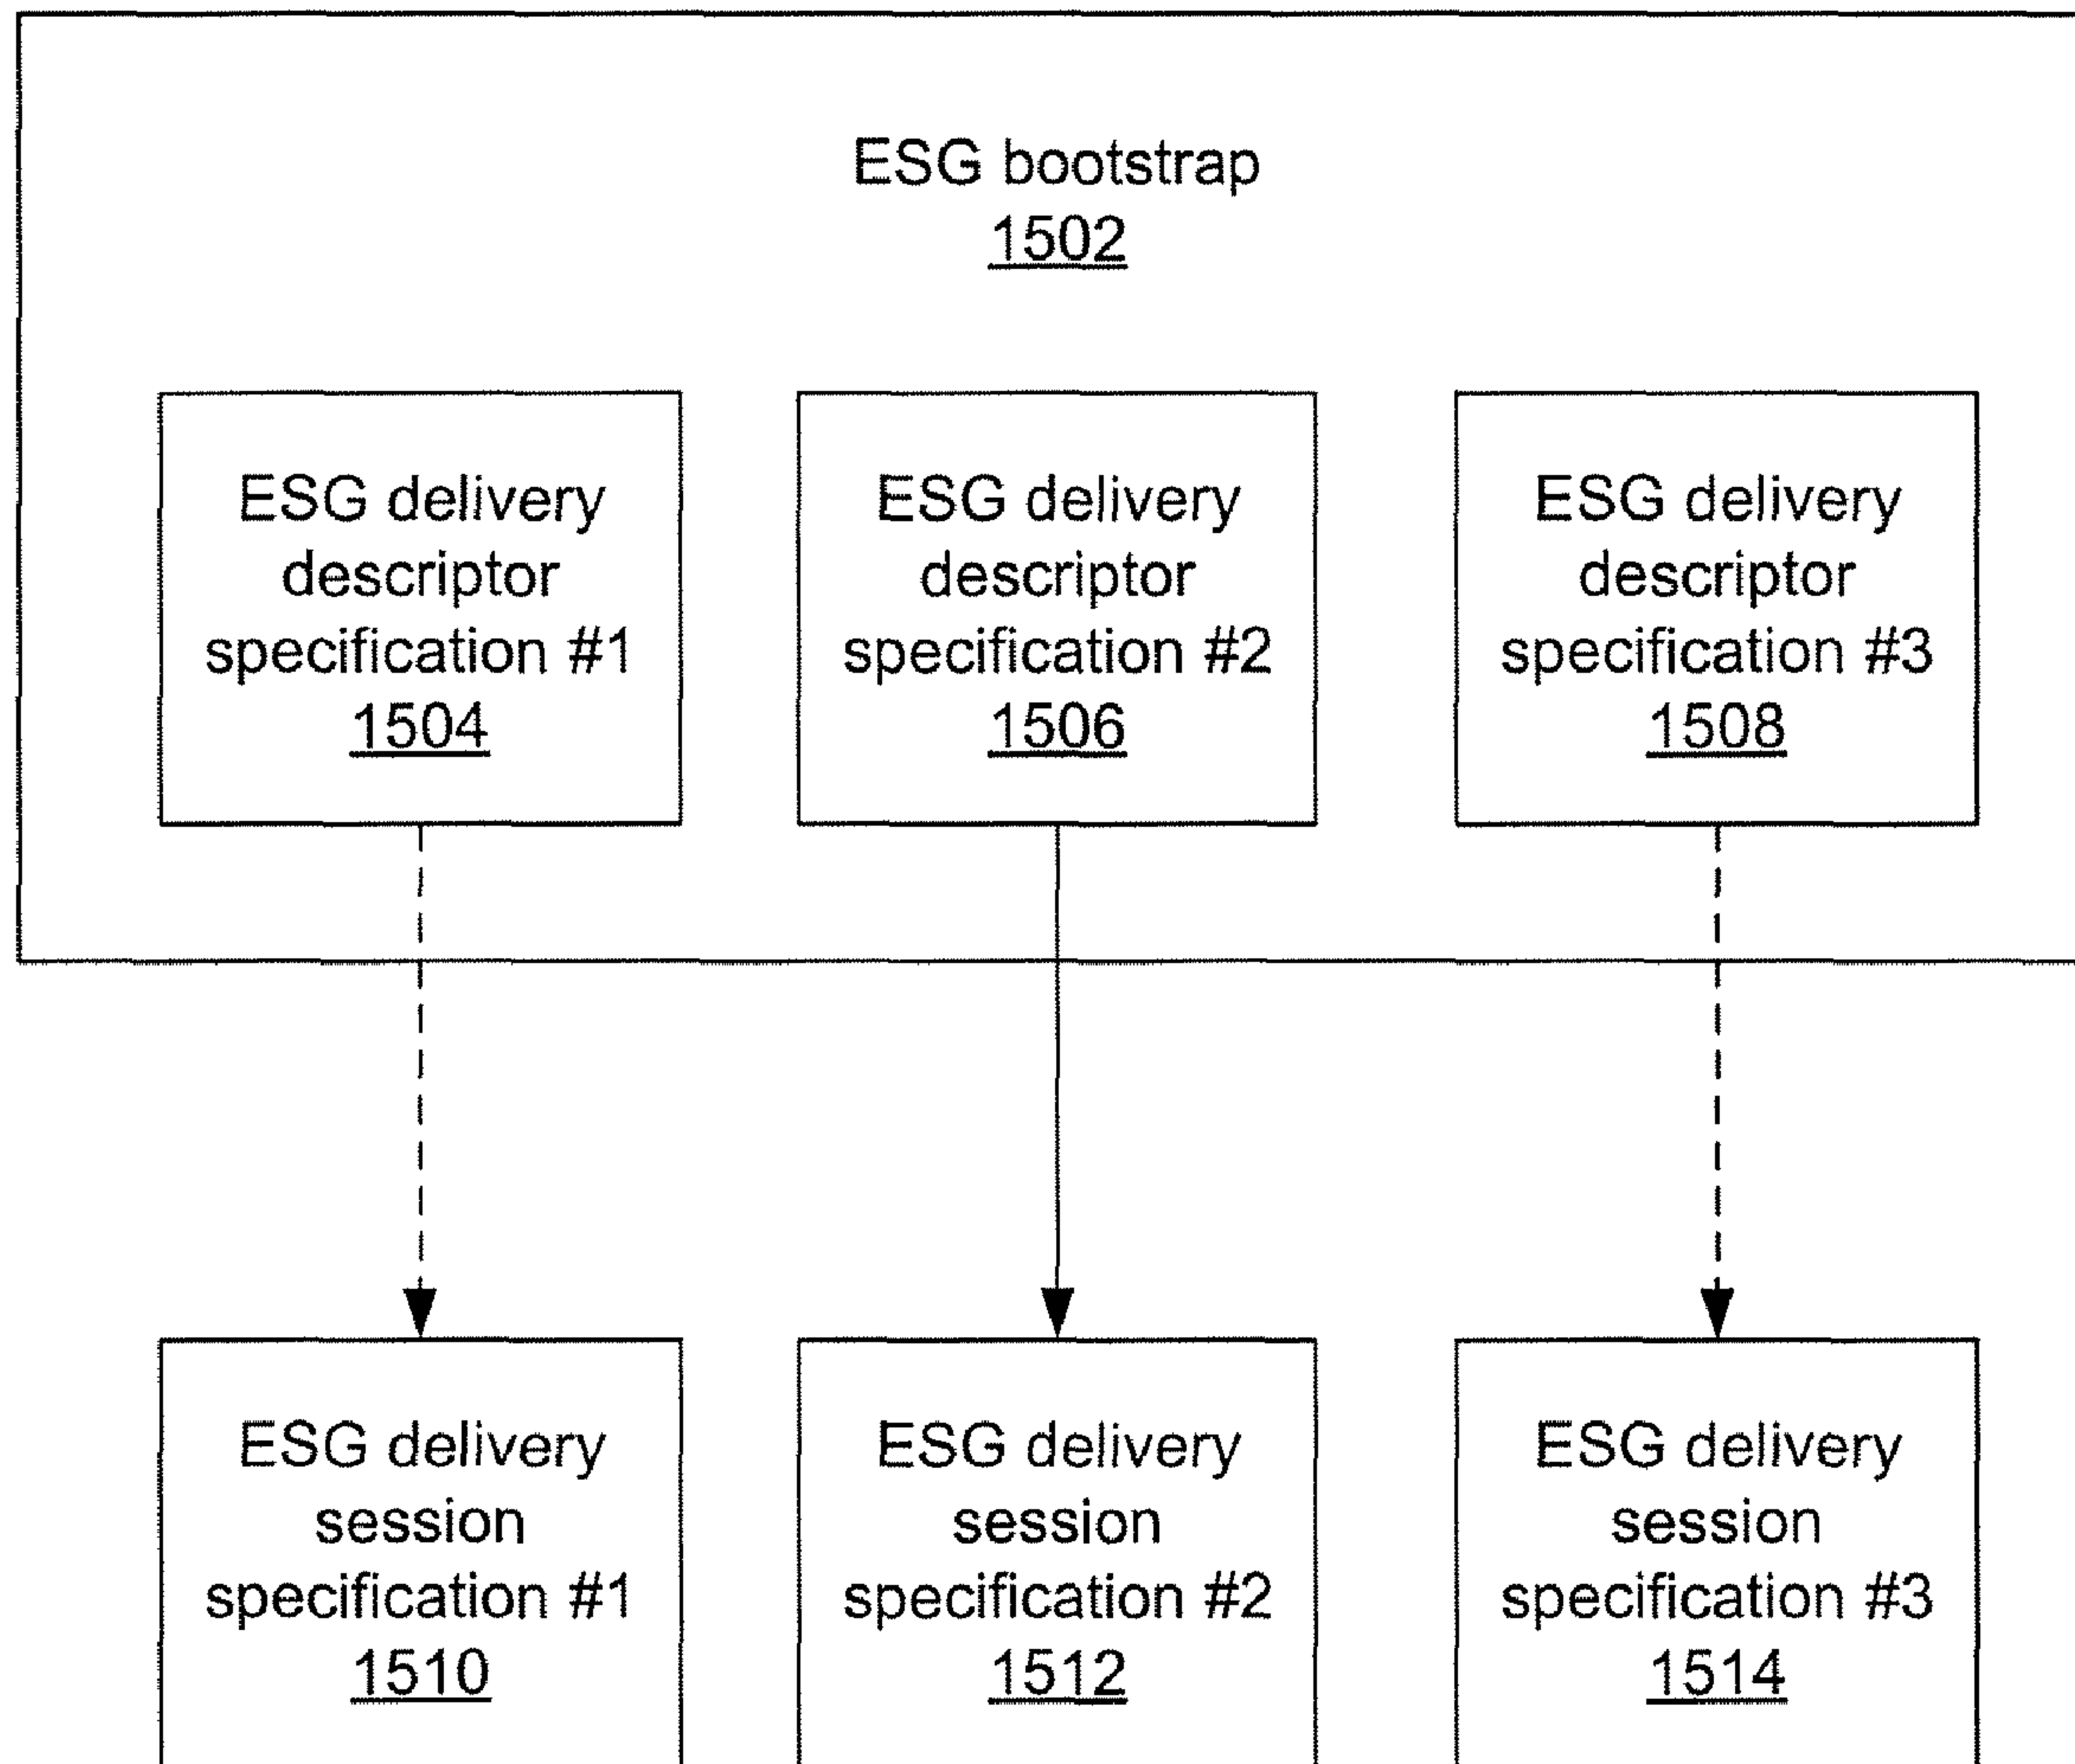 ESG bootstrap
1502
ESG delivery
descriptor
specification #1
1504
ESG delivery
descriptor
specification #2
1506
ESG delivery
descriptor
specification #3
1508
ESG delivery
session
specification #1
1510
ESG delivery
session
specification #2
1512
ESG delivery
session
specification #3
1514